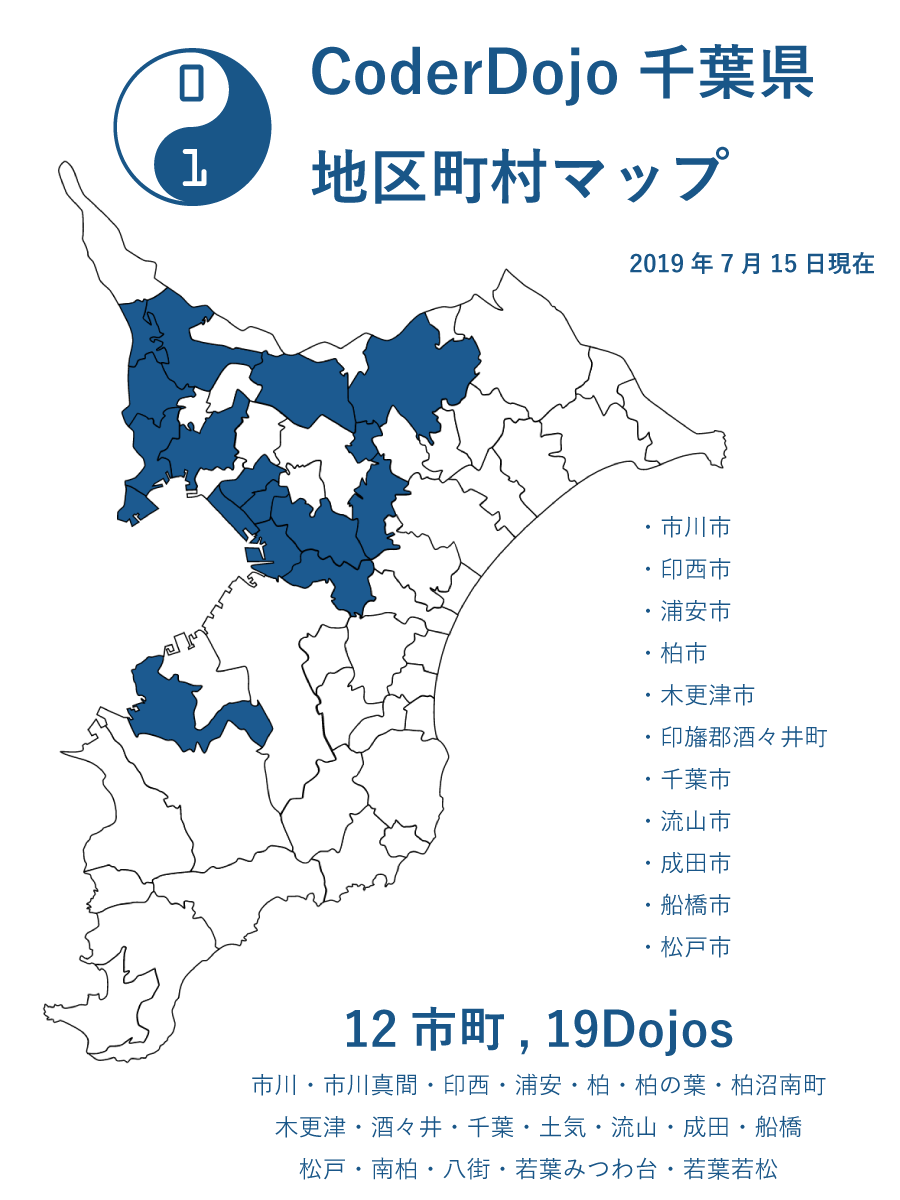 0
1
CoderDojo 千葉県
地区町村マップ
2019 年 7 月 15 日現在
・市川市
・印西市
・浦安市
・柏市
・木更津市
・印旛郡酒々井町
・千葉市
・流山市
・成田市
・船橋市
・松戸市
12 市町 , 19Dojos
市川・市川真間・印西・浦安・柏・柏の葉・柏沼南町
木更津・酒々井・千葉・土気・流山・成田・船橋
松戸・南柏・八街・若葉みつわ台・若葉若松